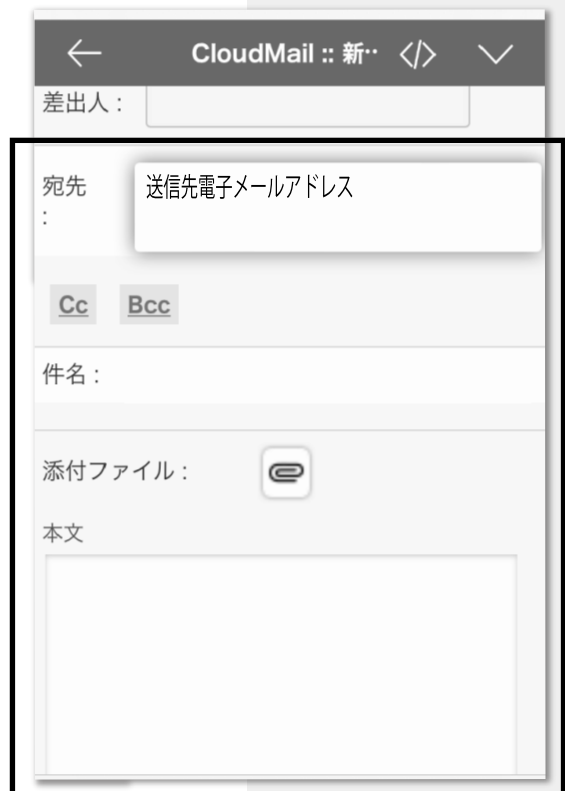 CloudMail :: 新‥
差出人 :
宛先
:
送信先電子メールアドレス
Cc Bcc
件名 :
添付ファイル :
本文